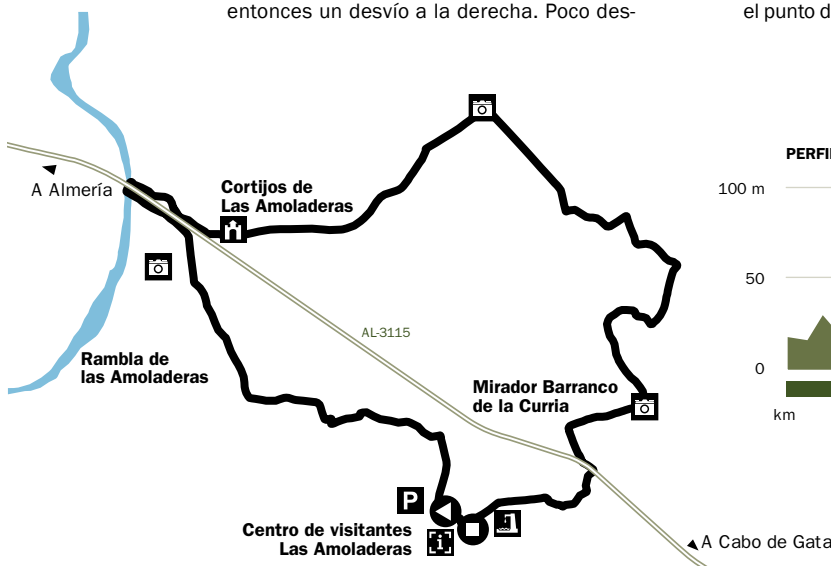 entonces un desvío a la derecha. Poco des-
el punto d
PERFI
100 m
50
0
km
A Almería
Cortijos de
Las Amoladeras
AL-3115
Rambla de
las Amoladeras
Mirador Barranco
de la Curria
P
Centro de visitantes
Las Amoladeras
i
A Cabo de Gata